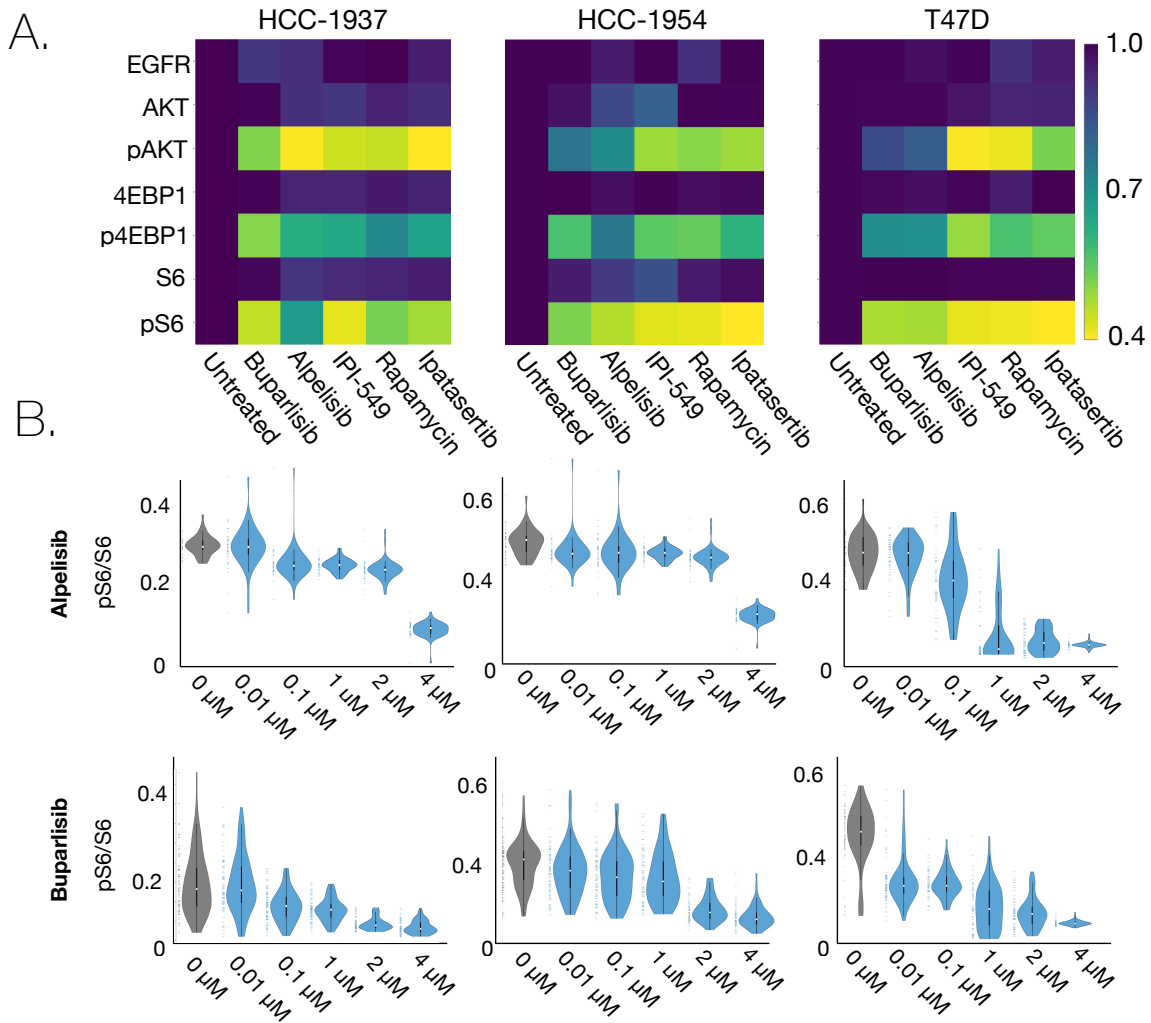 A.
HCC-1937
HCC-1954
T47D
EGFR
AKT
pAKT
4EBP1
p4EBP1
S6
pS6
1.0
0.7
0.4
Untreated
Buparlisib
Alpelisib
IPI-549
Rapamycin
Ipatasertib
Untreated
Buparlisib
Alpelisib
IPI-549
Rapamycin
Ipatasertib
Untreated
Buparlisib
Alpelisib
IPI-549
Rapamycin
Ipatasertib
B.
Alpelisib
pS6/S6
0.4
0.2
0
0 µM
0.01 µM
0.1 µM
1 uM
2 µM
4 µM
0.6
0.4
0
0 µM
0.01 µM
0.1 µM
1 uM
2 µM
4 µM
0.6
0.4
0
0 µM
0.01 µM
0.1 µM
1 uM
2 µM
4 µM
Buparlisib
pS6/S6
0.4
0.2
0
0 µM
0.01 µM
0.1 µM
1 uM
2 µM
4 µM
0.6
0.4
0
0 µM
0.01 µM
0.1 µM
1 uM
2 µM
4 µM
0.6
0.4
0
0 µM
0.01 µM
0.1 µM
1 uM
2 µM
4 µM